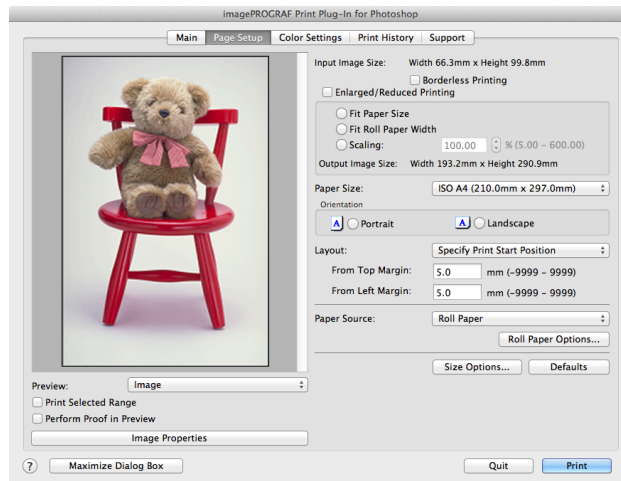 imagePROGRAF Print Plug-In for Photoshop
Main Page Setup Color Settings Print History Support
Input Image Size: Width 66.3mm x Height 99.8mm
Borderless Printing
Enlarged/Reduced Printing
Fit Paper Size
Fit Roll Paper Width
Scaling: 100.00 % (5.00 – 600.00)
Output Image Size: Width 193.2mm x Height 290.9mm
Paper Size: ISO A4 (210.0mm x 297.0mm)
Orientation
A Portrait A Landscape
Layout: Specify Print Start Position
From Top Margin: 5.0 mm (-9999 – 9999)
From Left Margin: 5.0 mm (-9999 – 9999)
Paper Source: Roll Paper
Roll Paper Options...
Size Options... Defaults
Preview: Image
Print Selected Range
Perform Proof in Preview
Image Properties
? Maximize Dialog Box Quit Print